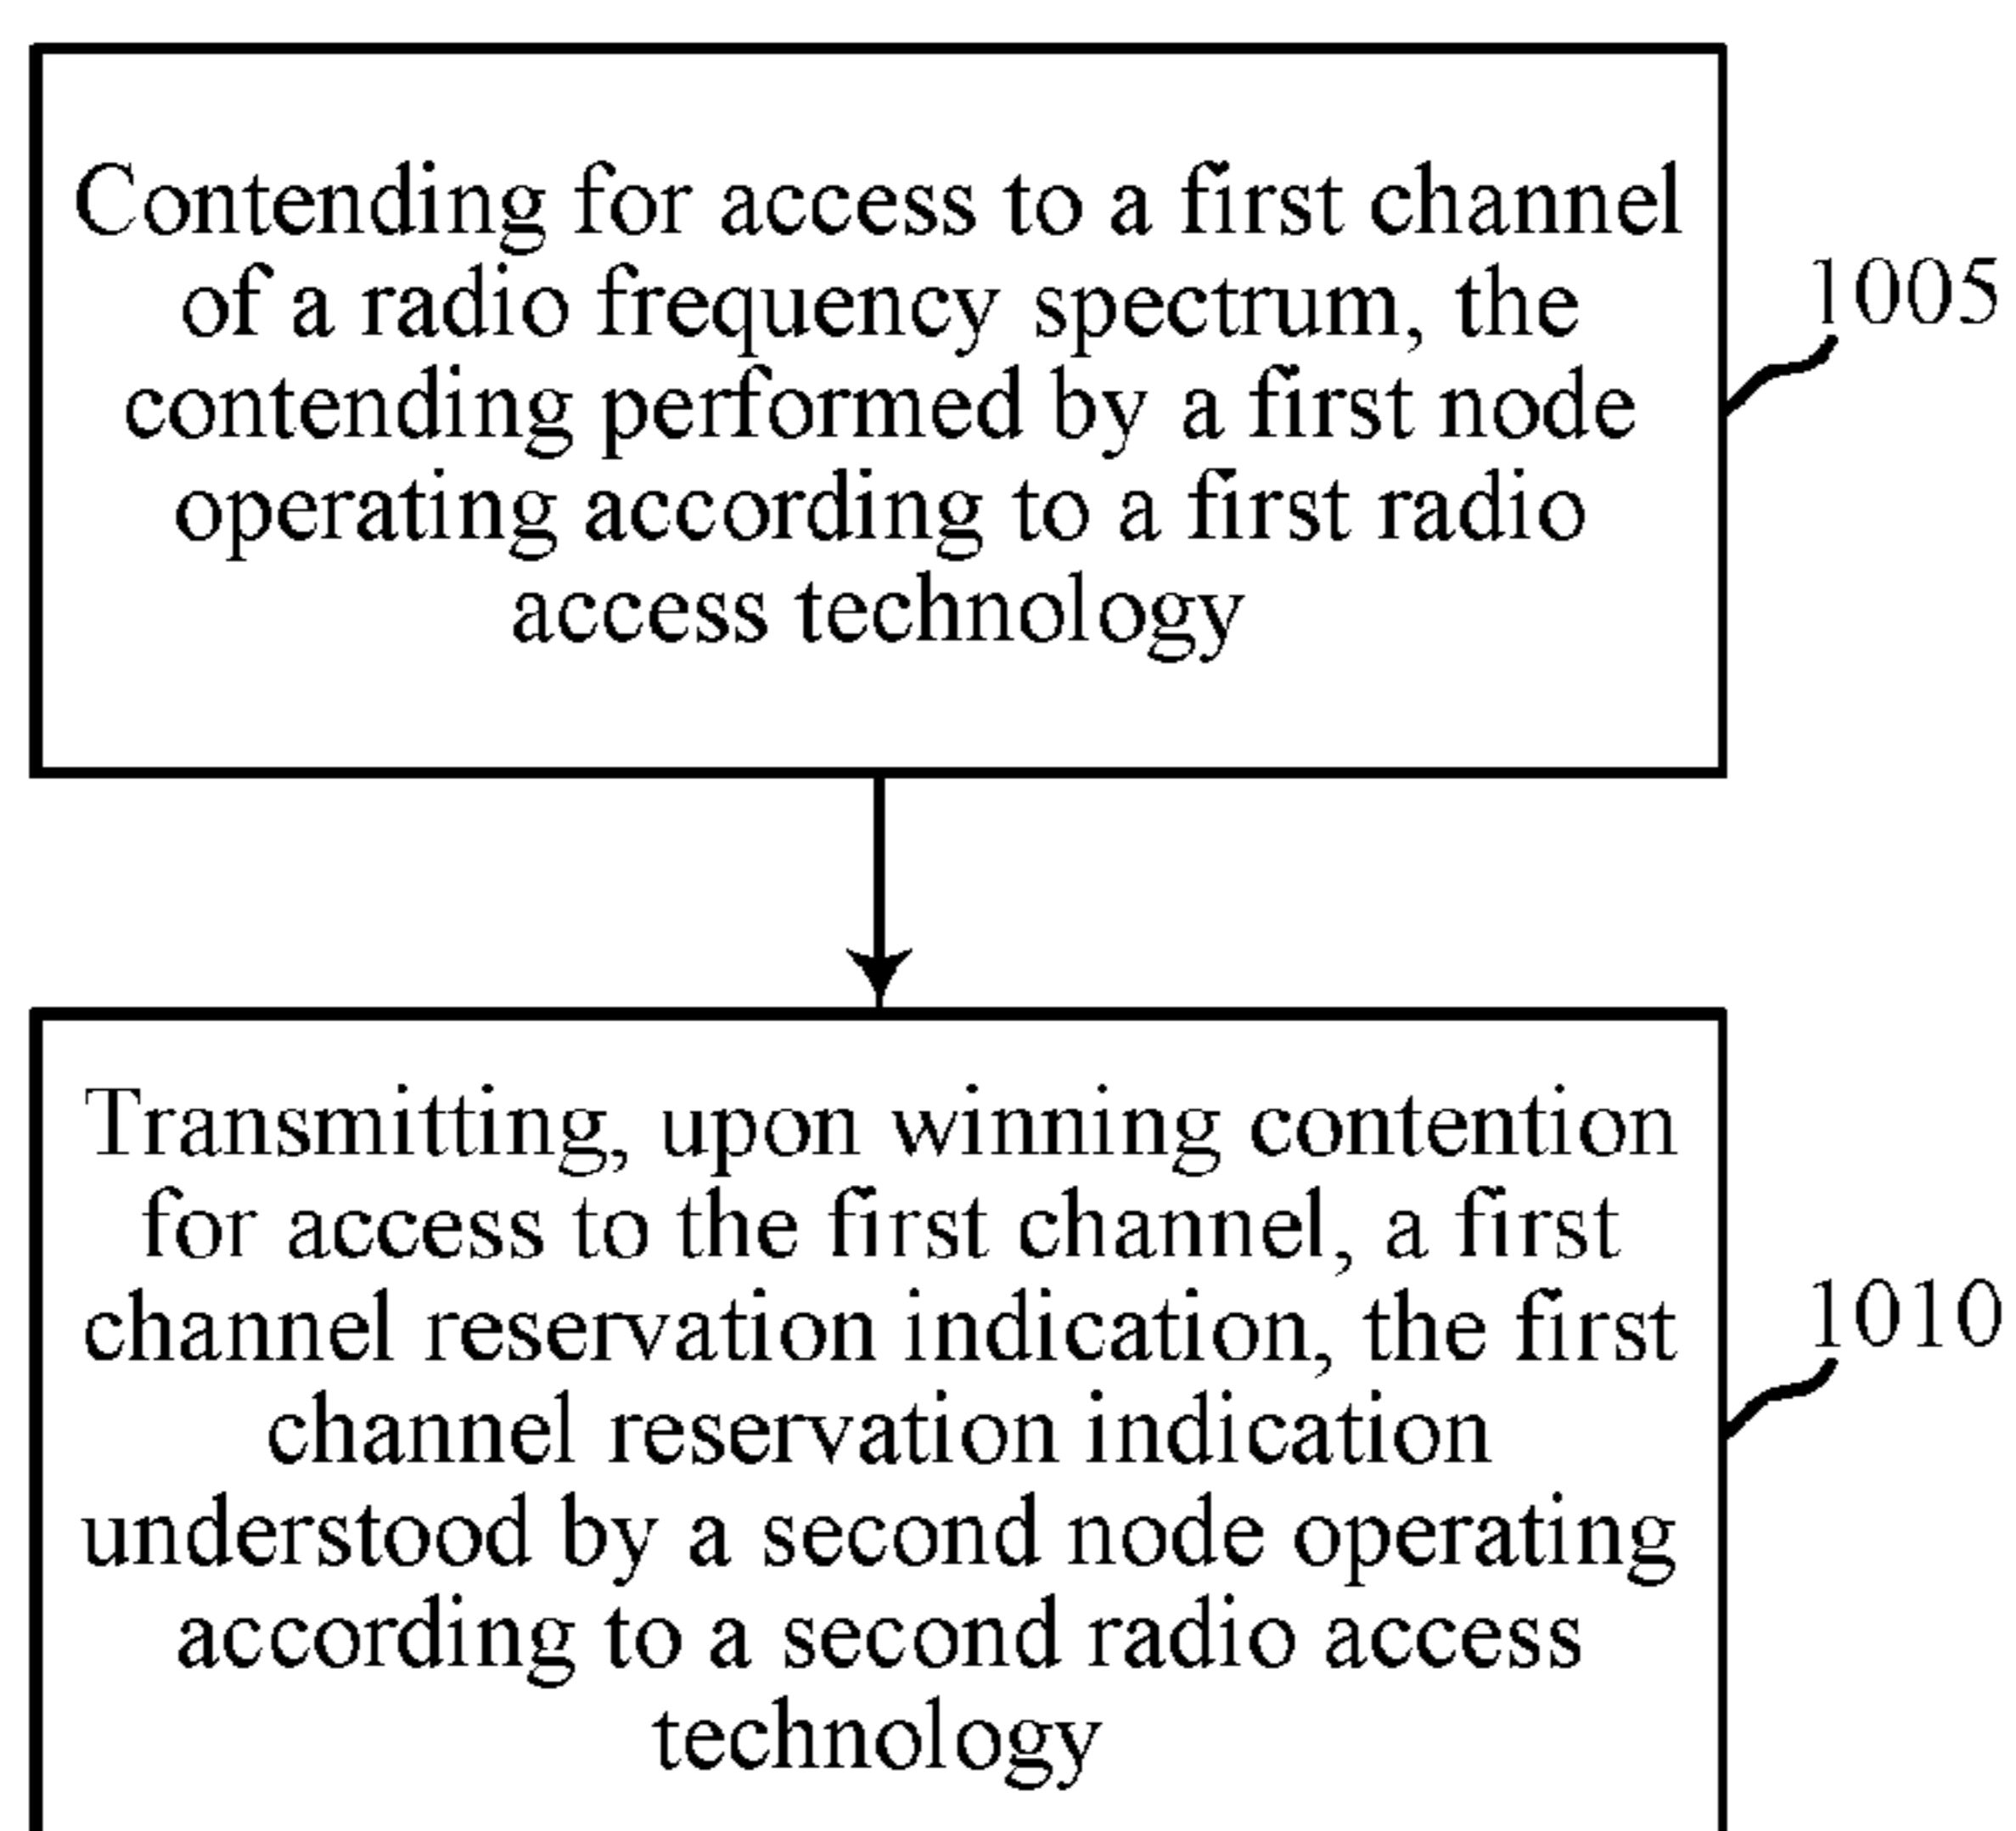 Contending for access to a first channel
of a radio frequency spectrum, the
contending performed by a first node
operating according to a first radio
access technology
1005
Transmitting, upon winning contention
for access to the first channel, a first
channel reservation indication, the first
channel reservation indication
understood by a second node operating
according to a second radio access
technology
1010